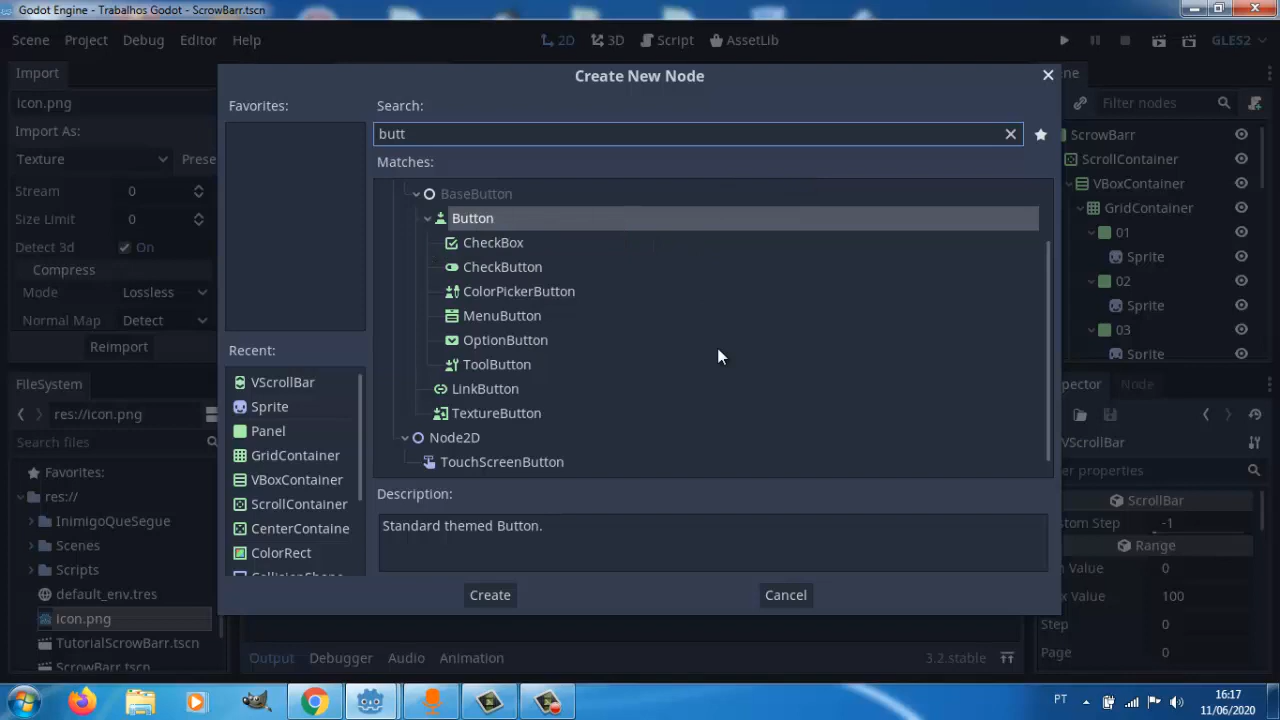 Godot Engine - Trabalhos Godot - ScrowBarr.tscn
Scene Project Debug Editor Help
2D 3D Script AssetLib
GLES2
Import
icon.png
Import As:
Texture
Stream 0
Size Limit 0
Detect 3d On
Compress
Mode Lossless
Normal Map Detect
Reimport
FileSystem
res://icon.png
Search files
Favorites:
res://
InimigoQueSegue
Scenes
Scripts
default_env.tres
icon.png
TutorialScrowBarr.tscn
ScrowBarr.tscn
Create New Node
Favorites:
Recent:
VScrollBar
Sprite
Panel
GridContainer
VBoxContainer
ScrollContainer
CenterContaine
ColorRect
Search:
butt
Matches:
BaseButton
Button
CheckBox
CheckButton
ColorPickerButton
MenuButton
OptionButton
ToolButton
LinkButton
TextureButton
Node2D
TouchScreenButton
Description:
Standard themed Button.
Create
Cancel
Output Debugger Audio Animation
3.2.stable
Filter nodes
ScrowBarr
ScrollContainer
VBoxContainer
GridContainer
01
Sprite
02
Sprite
03
Sprite
Node
VScrollBar
ScrollBar
-1
Range
Value 0
Value 100
Step 0
Page 0
PT
16:17
11/06/2020